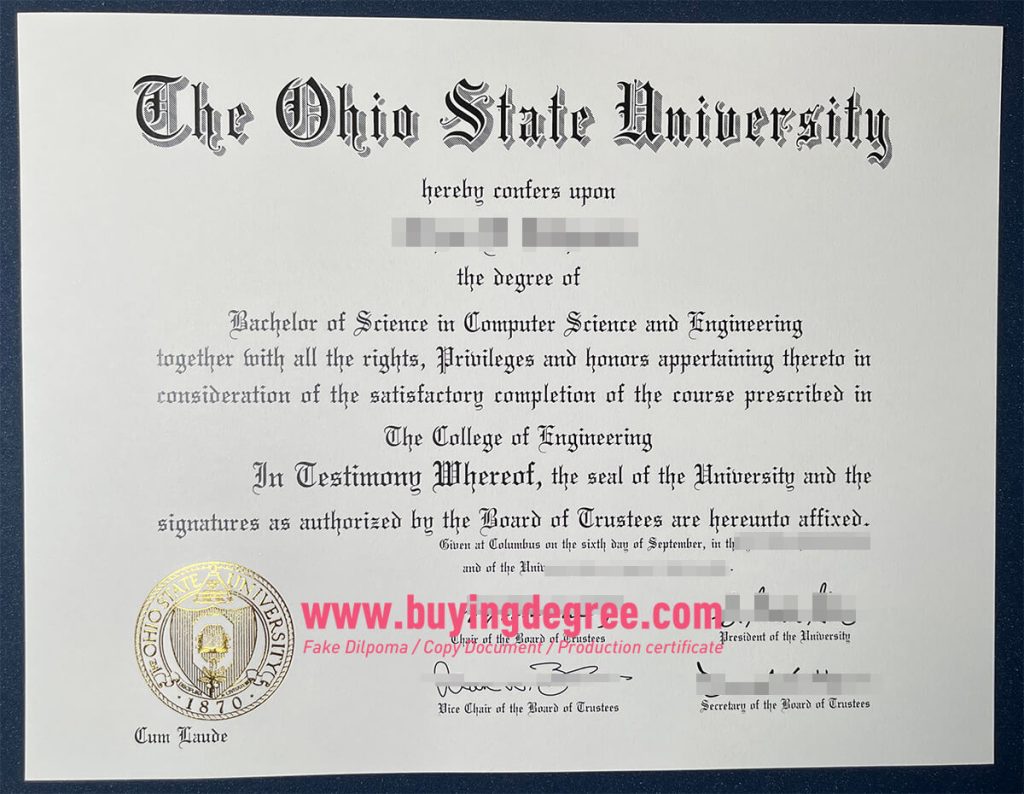 The Ohio State University
hereby confers upon
the degree of
Bachelor of Science in Computer Science and Engineering
together with all the rights, Privileges and honors appertaining thereto in
consideration of the satisfactory completion of the course prescribed in
The College of Engineering
In Testimony Whereof, the seal of the University and the
signatures as authorized by the Board of Trustees are hereunto affixed.
Given at Columbus on the sixth day of September, in
and of the
THE OHIO STATE UNIVERSITY
1870
www.buyingdegree.com
Fake Dilpoma / Copy Document / Production certificate
Chair of the Board of Trustees
President of the University
Vice Chair of the Board of Trustees
Secretary of the Board of Trustees
Cum Laude